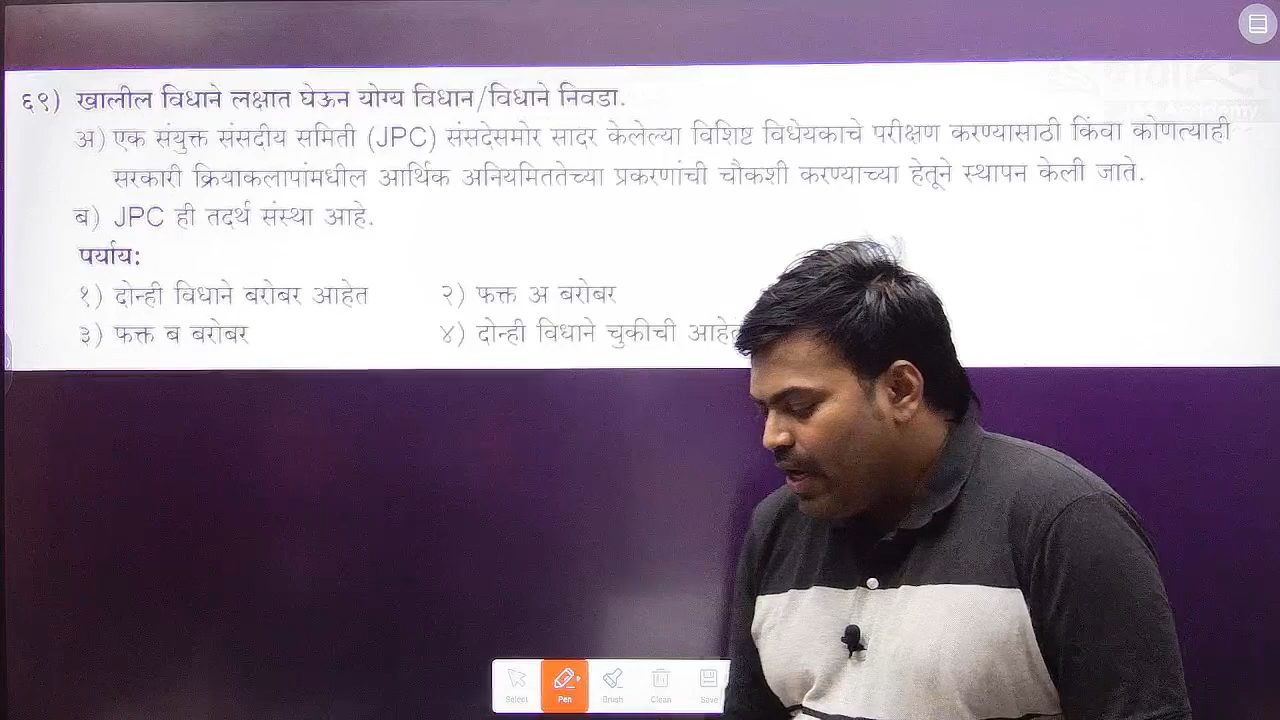 ६९) खालील विधाने लक्षात घेऊन योग्य विधान/विधाने निवडा.
अ) एक संयुक्त संसदीय समिती (JPC) संसदेसमोर सादर केलेल्या विशिष्ट विधेयकाचे परीक्षण करण्यासाठी किंवा कोणत्याही
सरकारी क्रियाकलापांमधील आर्थिक अनियमिततेच्या प्रकरणांची चौकशी करण्याच्या हेतूने स्थापन केली जाते.
ब) JPC ही तदर्थ संस्था आहे.
पर्याय:
१) दोन्ही विधाने बरोबर आहेत २) फक्त अ बरोबर
३) फक्त ब बरोबर ४) दोन्ही विधाने चुकीची
Select Pen Brush Clean Save